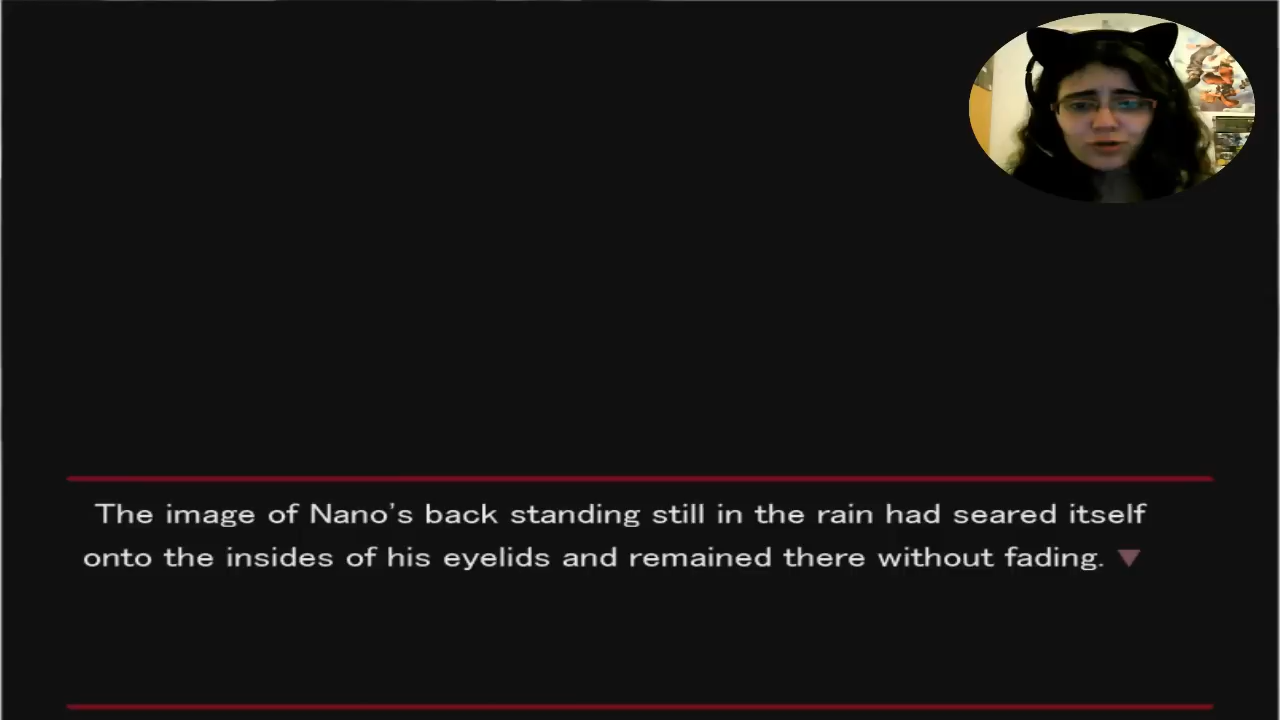 The image of Nano's back standing still in the rain had seared itself
onto the insides of his eyelids and remained there without fading.